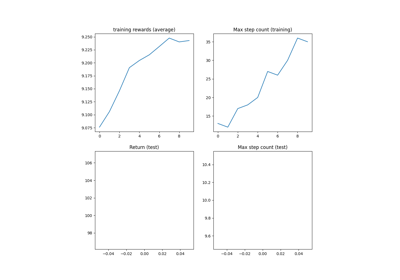 training rewards (average)
Max step count (training)
9.250
9.225
9.200
9.175
9.150
9.125
9.100
9.075
0 2 4 6 8
35
30
25
20
15
0 2 4 6 8
Return (test)
Max step count (test)
106
104
102
100
98
−0.04 −0.02 0.00 0.02 0.04
10.4
10.2
10.0
9.8
9.6
−0.04 −0.02 0.00 0.02 0.04